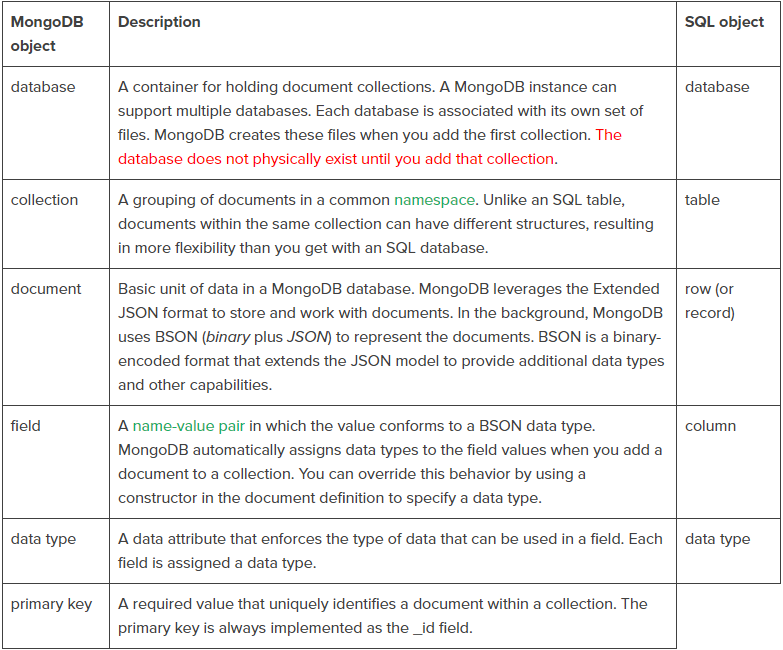 MongoDB object
Description
SQL object
database
A container for holding document collections. A MongoDB instance can
support multiple databases. Each database is associated with its own set of
files. MongoDB creates these files when you add the first collection. The
database does not physically exist until you add that collection.
database
collection
A grouping of documents in a common namespace. Unlike an SQL table,
documents within the same collection can have different structures, resulting
in more flexibility than you get with an SQL database.
table
document
Basic unit of data in a MongoDB database. MongoDB leverages the Extended
JSON format to store and work with documents. In the background, MongoDB
uses BSON (binary plus JSON) to represent the documents. BSON is a binary-
encoded format that extends the JSON model to provide additional data types
and other capabilities.
row (or
record)
field
A name-value pair in which the value conforms to a BSON data type.
MongoDB automatically assigns data types to the field values when you add a
document to a collection. You can override this behavior by using a
constructor in the document definition to specify a data type.
column
data type
A data attribute that enforces the type of data that can be used in a field. Each
field is assigned a data type.
data type
primary key
A required value that uniquely identifies a document within a collection. The
primary key is always implemented as the _id field.